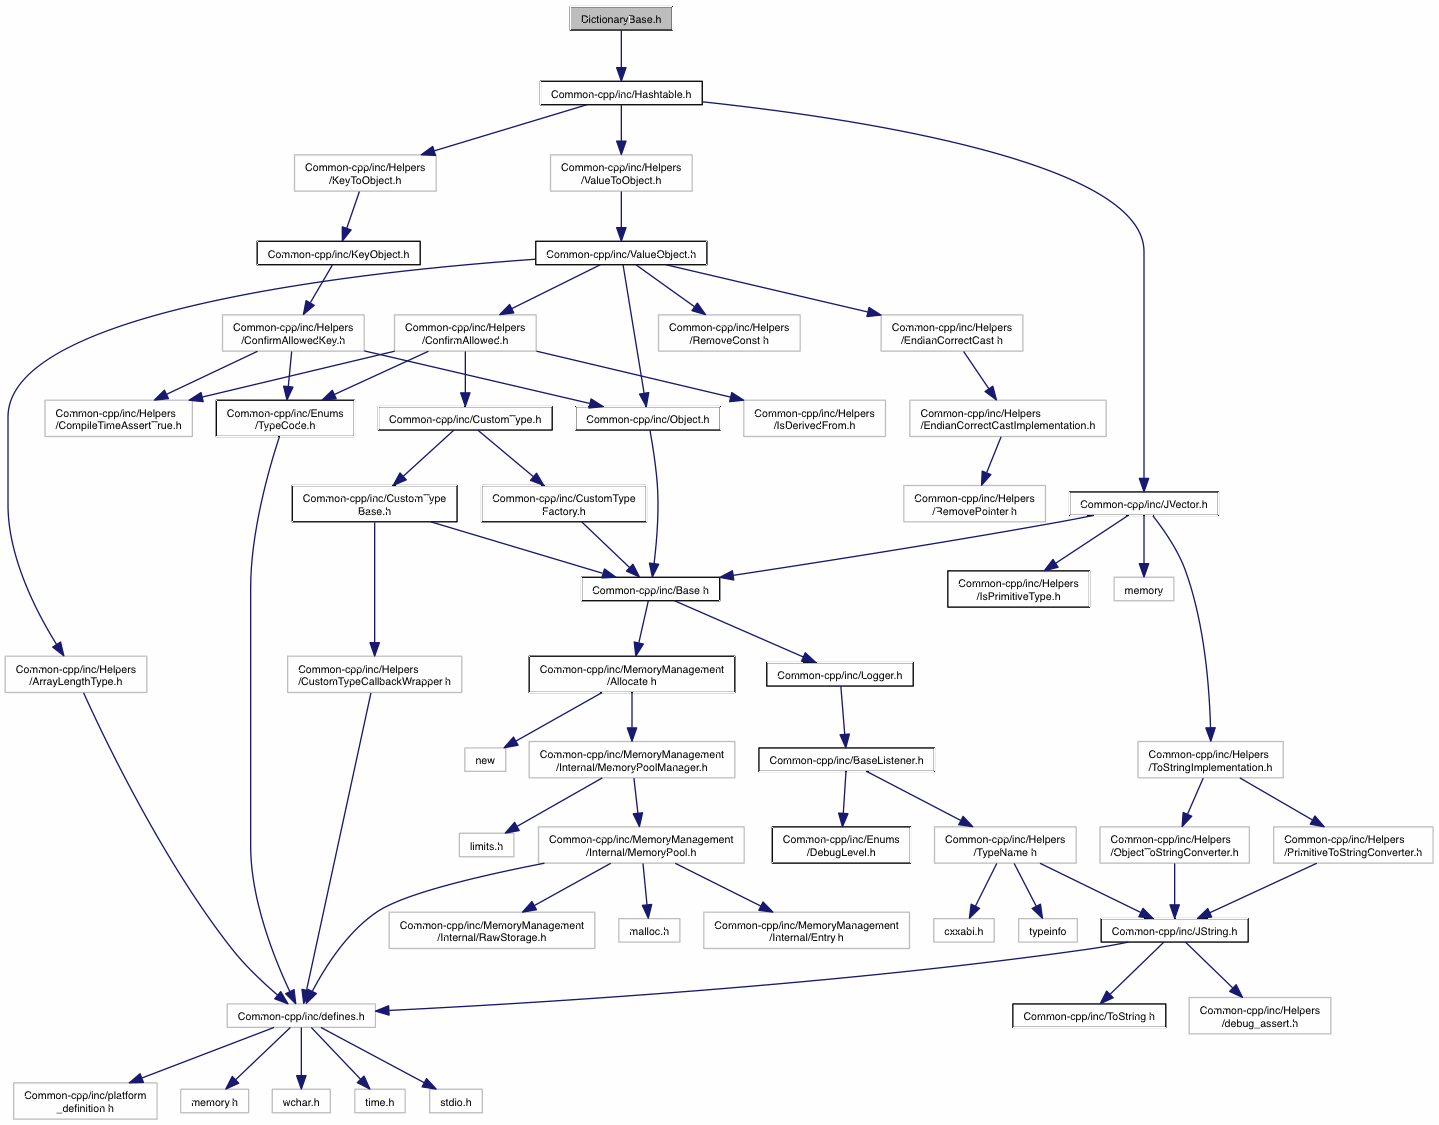 DictionaryBase.h
Common-cpp/inc/Hashtable.h
Common-cpp/inc/Helpers
/KeyToObject.h
Common-cpp/inc/Helpers
/ValueToObject.h
Common-cpp/inc/KeyObject.h
Common-cpp/inc/ValueObject.h
Common-cpp/inc/Helpers
/ConfirmAllowedKey.h
Common-cpp/inc/Helpers
/ConfirmAllowed.h
Common-cpp/inc/Helpers
/RemoveConst.h
Common-cpp/inc/Helpers
/EndianCorrectCast.h
Common-cpp/inc/Helpers
/CompileTimeAssertTrue.h
Common-cpp/inc/Enums
/TypeCode.h
Common-cpp/inc/CustomType.h
Common-cpp/inc/Object.h
Common-cpp/inc/Helpers
/IsDerivedFrom.h
Common-cpp/inc/Helpers
/EndianCorrectCastImplementation.h
Common-cpp/inc/CustomType
Base.h
Common-cpp/inc/CustomType
Factory.h
Common-cpp/inc/Helpers
/RemovePointer.h
Common-cpp/inc/JVector.h
Common-cpp/inc/Base.h
Common-cpp/inc/Helpers
/IsPrimitiveType.h
memory
Common-cpp/inc/Helpers
/ArrayLengthType.h
Common-cpp/inc/Helpers
/CustomTypeCallbackWrapper.h
Common-cpp/inc/MemoryManagement
/Allocate.h
Common-cpp/inc/Logger.h
new
Common-cpp/inc/MemoryManagement
/Internal/MemoryPoolManager.h
Common-cpp/inc/BaseListener.h
Common-cpp/inc/Helpers
/ToStringImplementation.h
limits.h
Common-cpp/inc/MemoryManagement
/Internal/MemoryPool.h
Common-cpp/inc/Enums
/DebugLevel.h
Common-cpp/inc/Helpers
/TypeName.h
Common-cpp/inc/Helpers
/ObjectToStringConverter.h
Common-cpp/inc/Helpers
/PrimitiveToStringConverter.h
Common-cpp/inc/MemoryManagement
/Internal/RawStorage.h
malloc.h
Common-cpp/inc/MemoryManagement
/Internal/Entry.h
cxxabi.h
typeinfo
Common-cpp/inc/JString.h
Common-cpp/inc/defines.h
Common-cpp/inc/ToString.h
Common-cpp/inc/Helpers
/debug_assert.h
Common-cpp/inc/platform
_definition.h
memory.h
wchar.h
time.h
stdio.h